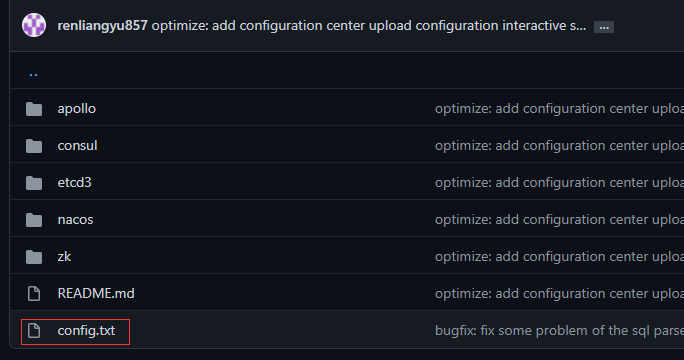 renliangyu857 optimize: add configuration center upload configuration interactive s... ...
..
apollo optimize: add configuration center uploa
consul optimize: add configuration center uploa
etcd3 optimize: add configuration center uploa
nacos optimize: add configuration center uploa
zk optimize: add configuration center uploa
README.md optimize: add configuration center uploa
config.txt bugfix: fix some problem of the sql parse